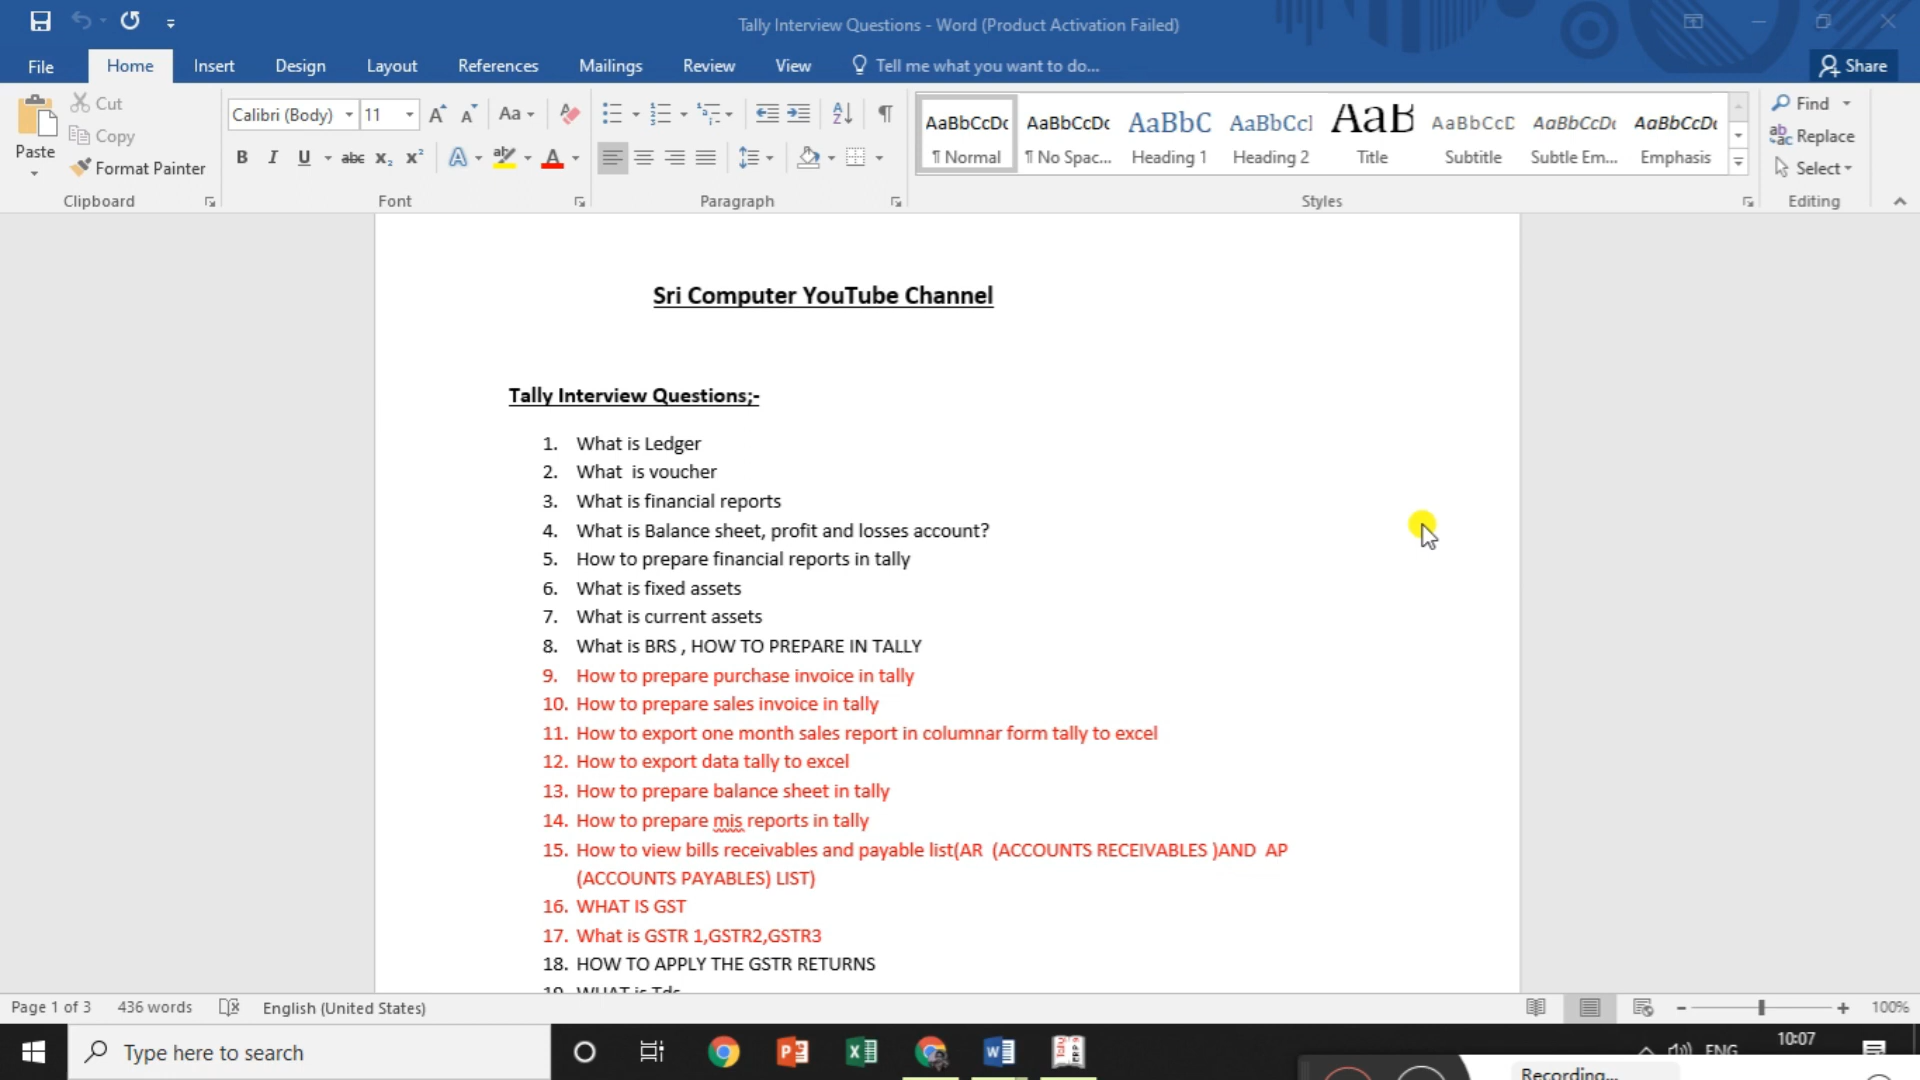 Tally Interview Questions - Word (Product Activation Failed)
File Home Insert Design Layout References Mailings Review View Tell me what you want to do... Share
Paste
Cut
Copy
Format Painter
Clipboard
Calibri (Body) 11
Font
Paragraph
AaBbCcDc AaBbCcDc AaBbC AaBbCcl AaB AaBbCcD AaBbCcDt AaBbCcDt
¶ Normal ¶ No Spac... Heading 1 Heading 2 Title Subtitle Subtle Em... Emphasis
Styles
Find
Replace
Select
Editing
Sri Computer YouTube Channel
Tally Interview Questions;-
1. What is Ledger
2. What  is voucher
3. What is financial reports
4. What is Balance sheet, profit and losses account?
5. How to prepare financial reports in tally
6. What is fixed assets
7. What is current assets
8. What is BRS , HOW TO PREPARE IN TALLY
9. How to prepare purchase invoice in tally
10. How to prepare sales invoice in tally
11. How to export one month sales report in columnar form tally to excel
12. How to export data tally to excel
13. How to prepare balance sheet in tally
14. How to prepare mis reports in tally
15. How to view bills receivables and payable list(AR  (ACCOUNTS RECEIVABLES )AND  AP
(ACCOUNTS PAYABLES) LIST)
16. WHAT IS GST
17. What is GSTR 1,GSTR2,GSTR3
18. HOW TO APPLY THE GSTR RETURNS
19. WHAT is Tds
Page 1 of 3 436 words English (United States) 100%
Type here to search
ENG
10:07
Recording...